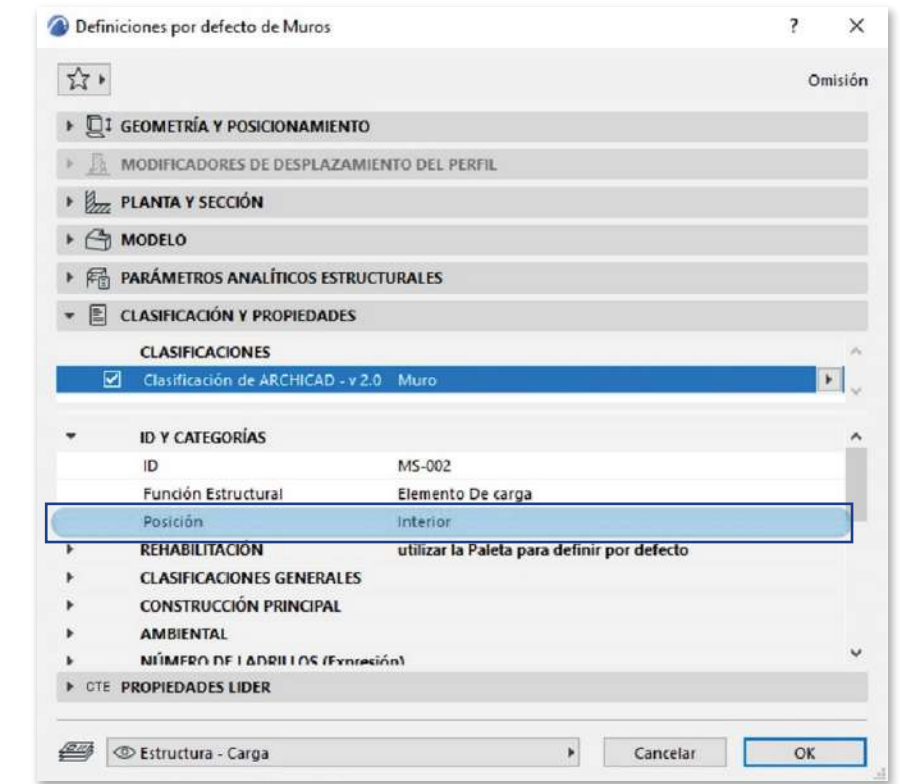 Definiciones por defecto de Muros ? ×
Omisión
GEOMETRÍA Y POSICIONAMIENTO
MODIFICADORES DE DESPLAZAMIENTO DEL PERFIL
PLANTA Y SECCIÓN
MODELO
PARÁMETROS ANALÍTICOS ESTRUCTURALES
CLASIFICACIÓN Y PROPIEDADES
CLASIFICACIONES
Clasificación de ARCHICAD - v 2.0 Muro
ID Y CATEGORÍAS
ID MS-002
Función Estructural Elemento De carga
Posición Interior
REHABILITACIÓN utilizar la Paleta para definir por defecto
CLASIFICACIONES GENERALES
CONSTRUCCIÓN PRINCIPAL
AMBIENTAL
NÚMERO DE LADRILLOS (Expresión)
CTE PROPIEDADES LIDER
Estructura - Carga Cancelar OK